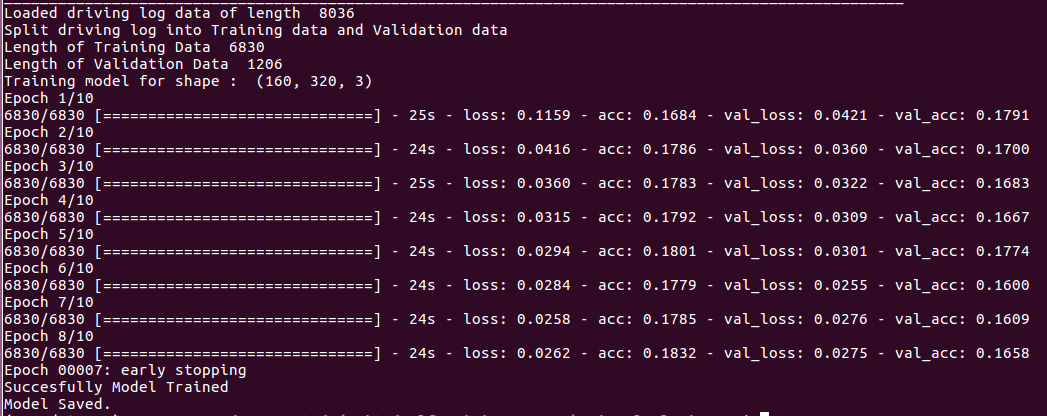 Loaded driving log data of length  8036
Split driving log into Training data and Validation data
Length of Training Data  6830
Length of Validation Data  1206
Training model for shape :  (160, 320, 3)
Epoch 1/10
6830/6830 [==============================] - 25s - loss: 0.1159 - acc: 0.1684 - val_loss: 0.0421 - val_acc: 0.1791
Epoch 2/10
6830/6830 [==============================] - 24s - loss: 0.0416 - acc: 0.1786 - val_loss: 0.0360 - val_acc: 0.1700
Epoch 3/10
6830/6830 [==============================] - 25s - loss: 0.0360 - acc: 0.1783 - val_loss: 0.0322 - val_acc: 0.1683
Epoch 4/10
6830/6830 [==============================] - 24s - loss: 0.0315 - acc: 0.1792 - val_loss: 0.0309 - val_acc: 0.1667
Epoch 5/10
6830/6830 [==============================] - 24s - loss: 0.0294 - acc: 0.1801 - val_loss: 0.0301 - val_acc: 0.1774
Epoch 6/10
6830/6830 [==============================] - 24s - loss: 0.0284 - acc: 0.1779 - val_loss: 0.0255 - val_acc: 0.1600
Epoch 7/10
6830/6830 [==============================] - 24s - loss: 0.0258 - acc: 0.1785 - val_loss: 0.0276 - val_acc: 0.1609
Epoch 8/10
6830/6830 [==============================] - 24s - loss: 0.0262 - acc: 0.1832 - val_loss: 0.0275 - val_acc: 0.1658
Epoch 00007: early stopping
Succesfully Model Trained
Model Saved.